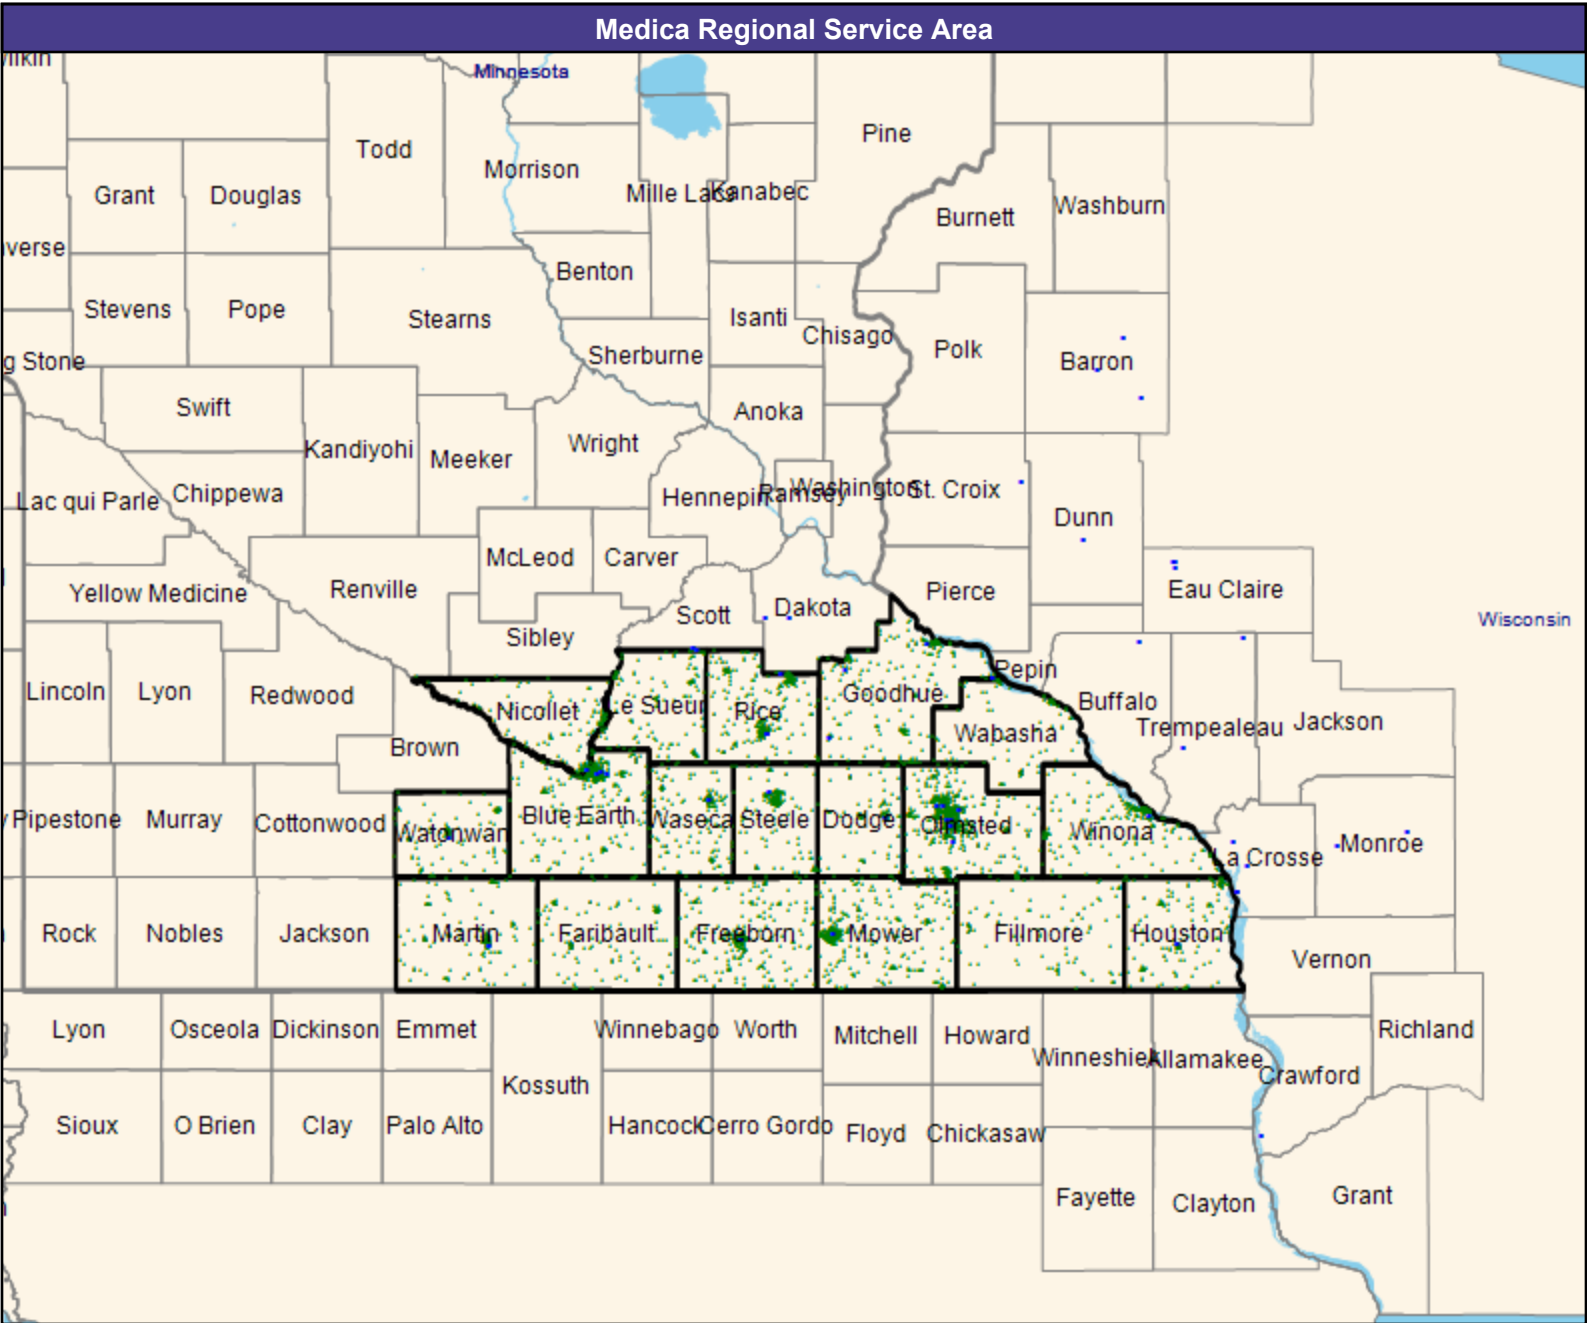 Medica Regional Service Area
Minnesota
Todd
Pine
Morrison
Grant
Douglas
Mille Lacs
Kanabec
Burnett
Washburn
Benton
Stevens
Pope
Stearns
Isanti
Chisago
Sherburne
Polk
Barron
Swift
Anoka
Kandiyohi
Meeker
Wright
Lac qui Parle
Chippewa
Hennepin
Ramsey
Washington
St. Croix
Dunn
McLeod
Carver
Yellow Medicine
Renville
Scott
Dakota
Pierce
Eau Claire
Sibley
Wisconsin
Lincoln
Lyon
Redwood
Nicollet
Le Sueur
Rice
Goodhue
Pepin
Buffalo
Brown
Wabasha
Trempealeau
Jackson
Pipestone
Murray
Cottonwood
Watonwan
Blue Earth
Waseca
Steele
Dodge
Olmsted
Winona
La Crosse
Monroe
Rock
Nobles
Jackson
Martin
Faribault
Freeborn
Mower
Fillmore
Houston
Vernon
Lyon
Osceola
Dickinson
Emmet
Winnebago
Worth
Mitchell
Howard
Winneshiek
Allamakee
Crawford
Richland
Sioux
O Brien
Clay
Palo Alto
Kossuth
Hancock
Cerro Gordo
Floyd
Chickasaw
Fayette
Clayton
Grant